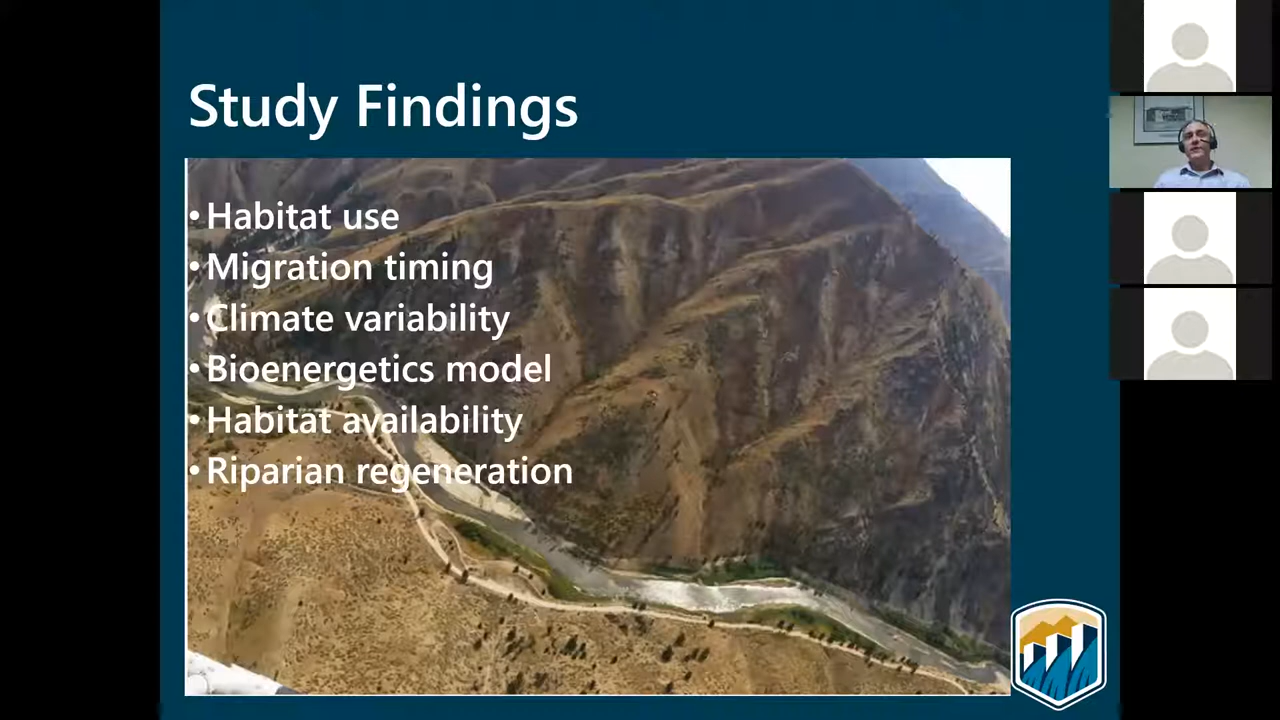 Study Findings
• Habitat use
• Migration timing
• Climate variability
• Bioenergetics model
• Habitat availability
• Riparian regeneration